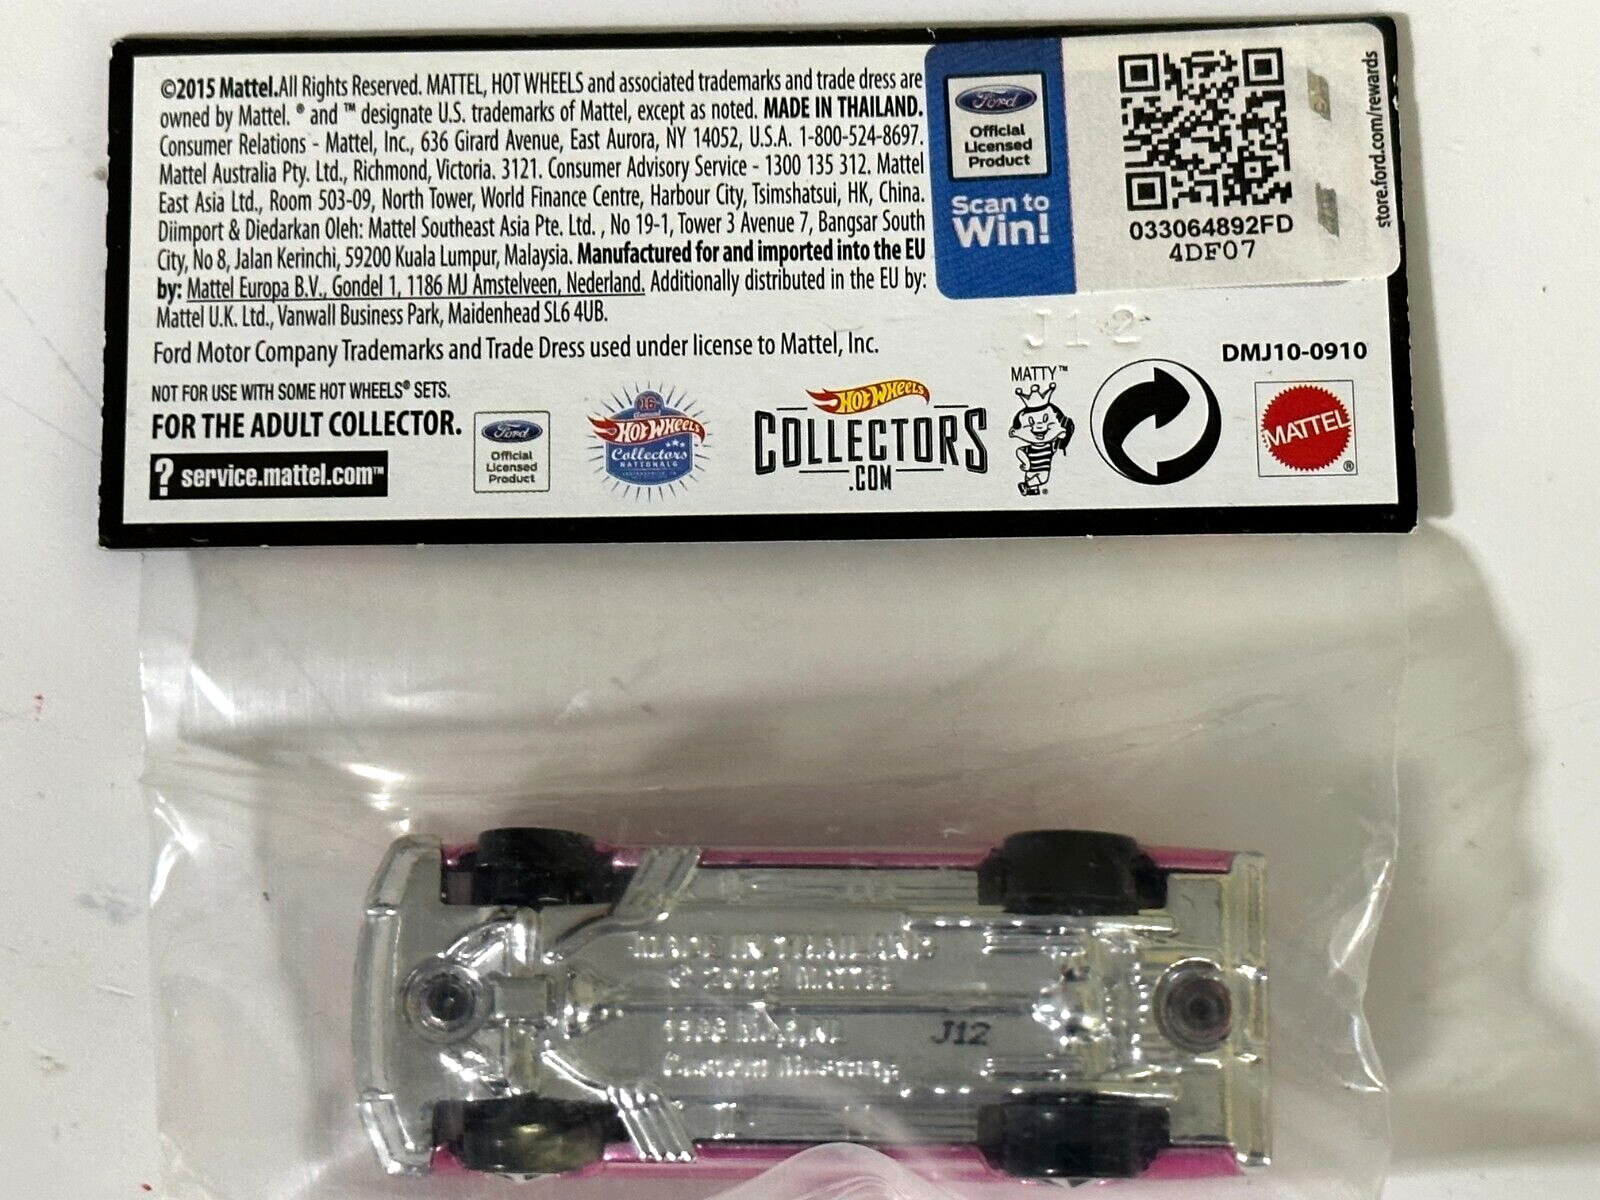 ©2015 Mattel.All Rights Reserved. MATTEL, HOT WHEELS and associated trademarks and trade dress are
owned by Mattel. ® and ™ designate U.S. trademarks of Mattel, except as noted. MADE IN THAILAND.
Consumer Relations - Mattel, Inc., 636 Girard Avenue, East Aurora, NY 14052, U.S.A. 1-800-524-8697.
Mattel Australia Pty. Ltd., Richmond, Victoria. 3121. Consumer Advisory Service - 1300 135 312. Mattel
East Asia Ltd., Room 503-09, North Tower, World Finance Centre, Harbour City, Tsimshatsui, HK, China.
Diimport & Diedarkan Oleh: Mattel Southeast Asia Pte. Ltd. , No 19-1, Tower 3 Avenue 7, Bangsar South
City, No 8, Jalan Kerinchi, 59200 Kuala Lumpur, Malaysia. Manufactured for and imported into the EU
by: Mattel Europa B.V., Gondel 1, 1186 MJ Amstelveen, Nederland. Additionally distributed in the EU by:
Mattel U.K. Ltd., Vanwall Business Park, Maidenhead SL6 4UB.
Ford Motor Company Trademarks and Trade Dress used under license to Mattel, Inc.
NOT FOR USE WITH SOME HOT WHEELS® SETS.
FOR THE ADULT COLLECTOR.
? service.mattel.com™
Ford
Official
Licensed
Product
16
HOT WHEELS
Collectors
NATIONALS
HOT WHEELS
COLLECTORS
.COM
MATTY™
MATTEL
®
DMJ10-0910
J12
Ford
Official
Licensed
Product
Scan to
Win!
033064892FD
4DF07
store.ford.com/rewards
MADE IN THAILAND
MATTEL
J12
Custom Mustang